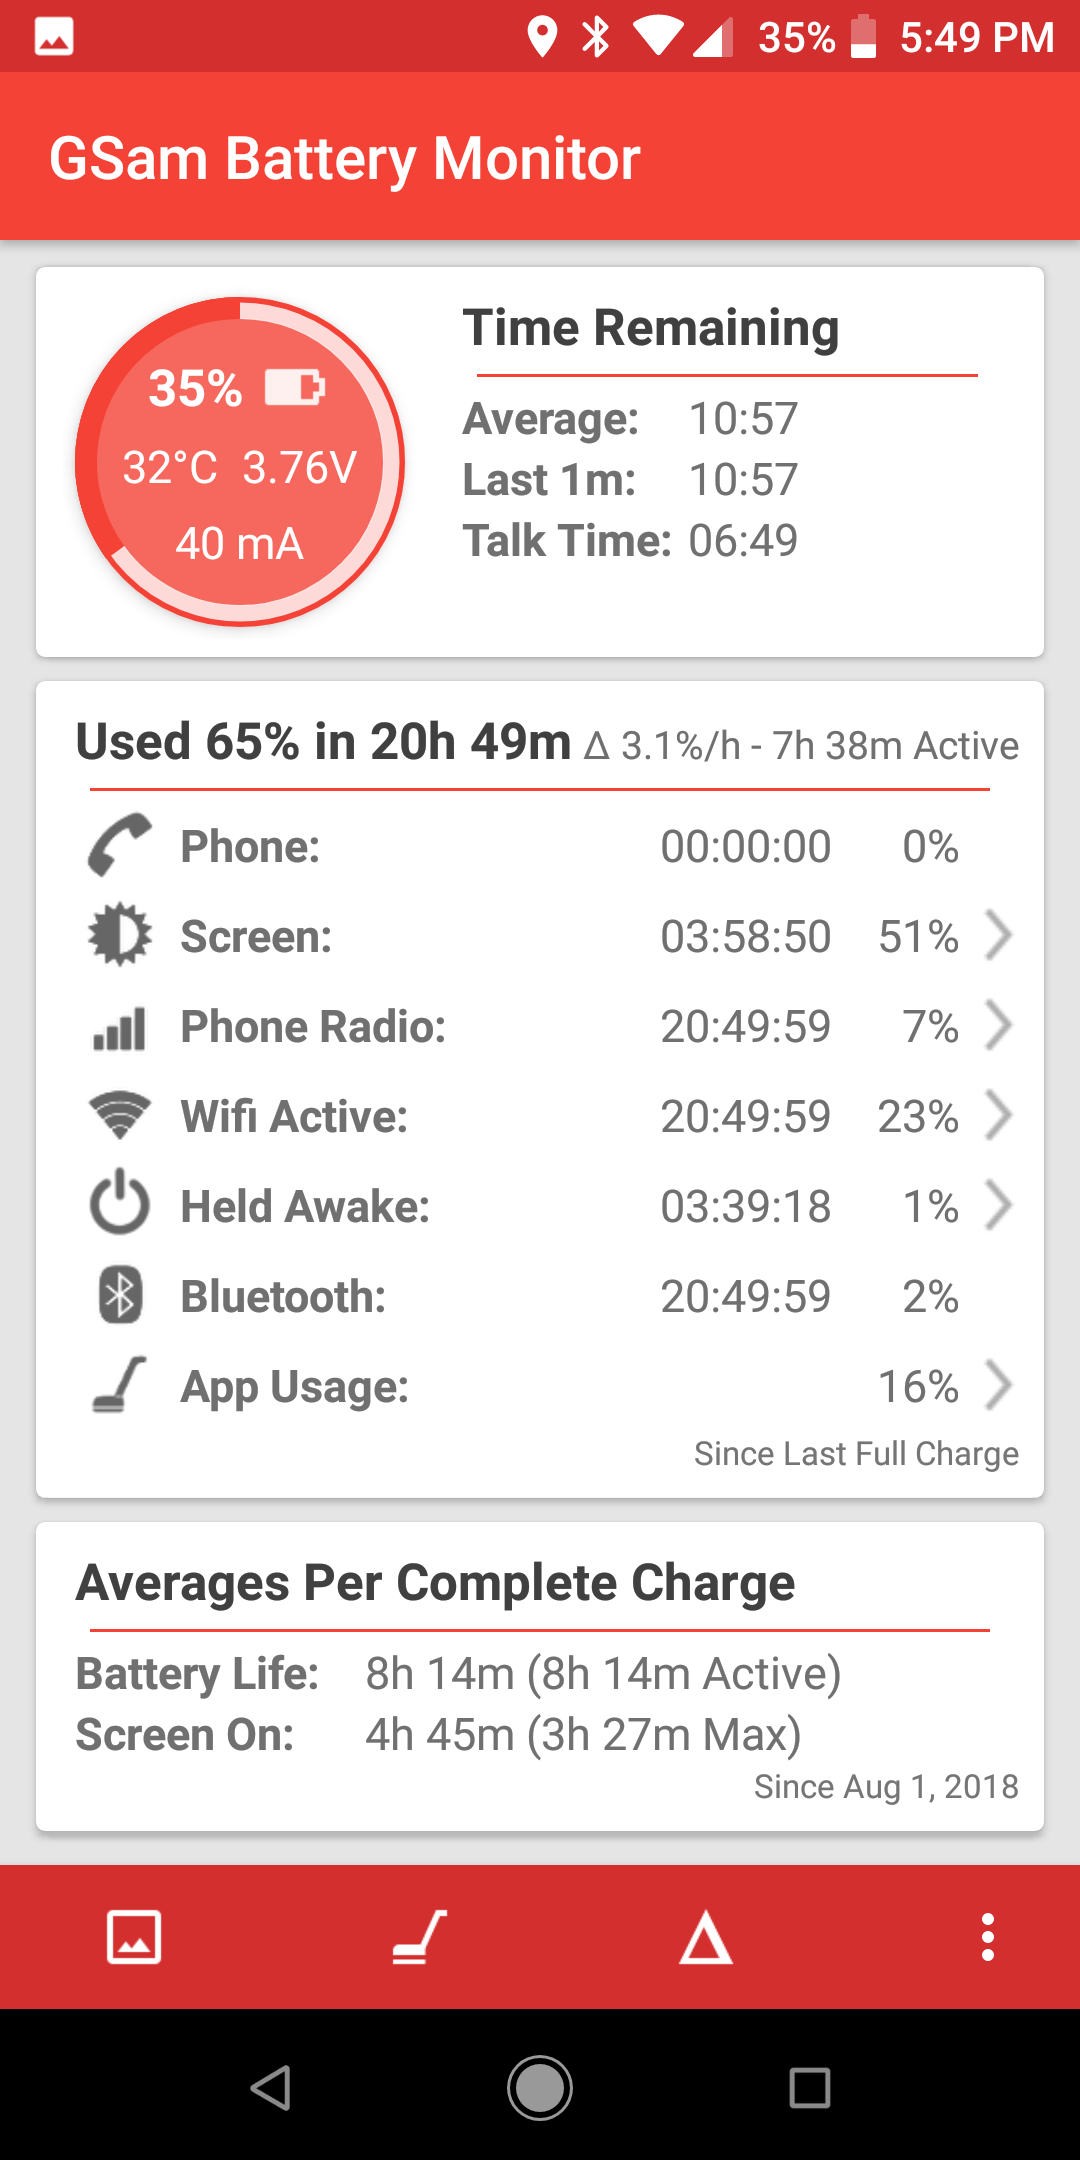 35% 5:49 PM
GSam Battery Monitor
35%
32°C 3.76V
40 mA
Time Remaining
Average: 10:57
Last 1m: 10:57
Talk Time: 06:49
Used 65% in 20h 49m Δ 3.1%/h - 7h 38m Active
Phone: 00:00:00 0%
Screen: 03:58:50 51%
Phone Radio: 20:49:59 7%
Wifi Active: 20:49:59 23%
Held Awake: 03:39:18 1%
Bluetooth: 20:49:59 2%
App Usage: 16%
Since Last Full Charge
Averages Per Complete Charge
Battery Life: 8h 14m (8h 14m Active)
Screen On: 4h 45m (3h 27m Max)
Since Aug 1, 2018